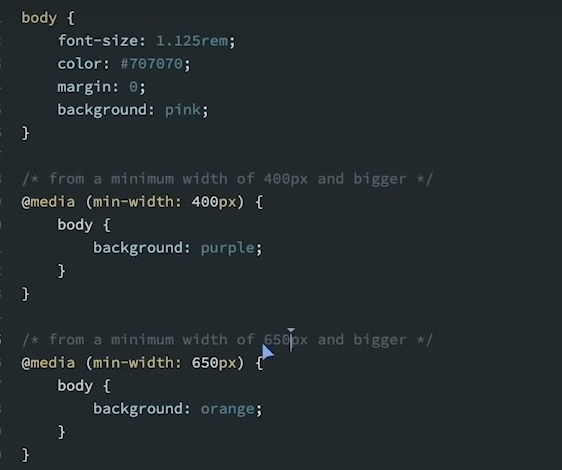 body {
    font-size: 1.125rem;
    color: #707070;
    margin: 0;
    background: pink;
}
/* from a minimum width of 400px and bigger */
@media (min-width: 400px) {
    body {
        background: purple;
    }
}
/* from a minimum width of 650px and bigger */
@media (min-width: 650px) {
    body {
        background: orange;
    }
}